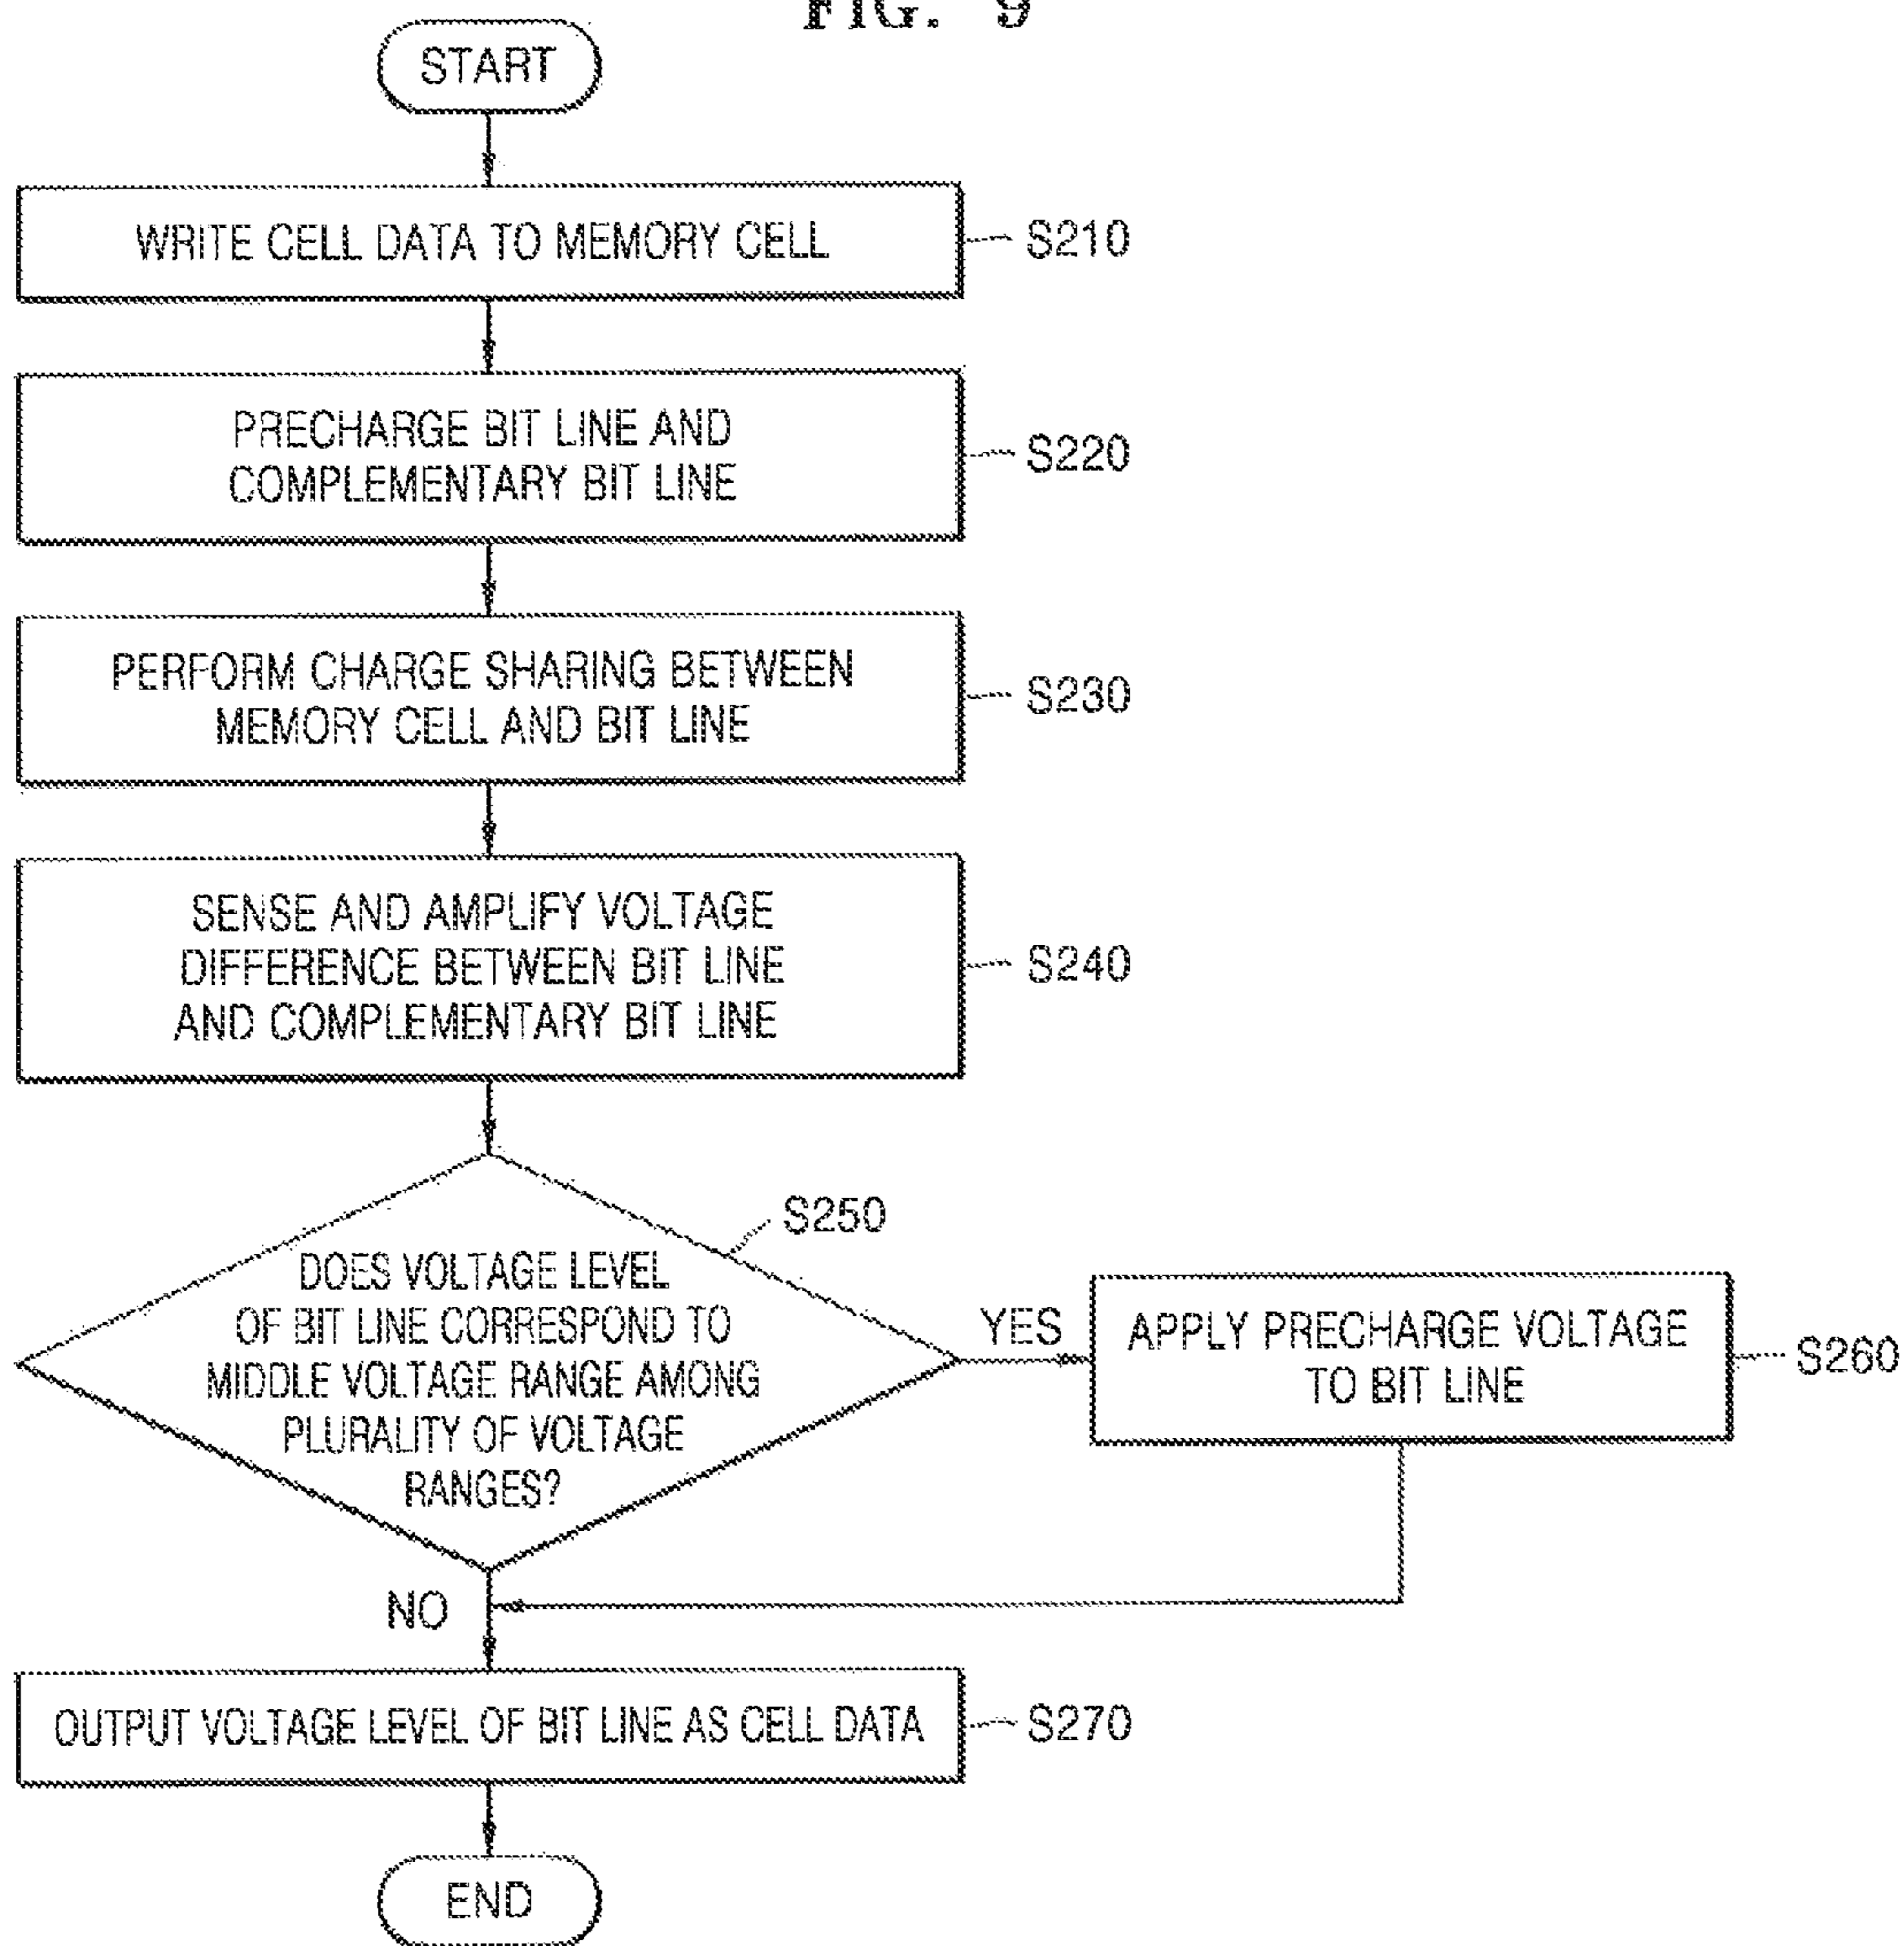 FIG. 9
START
WRITE CELL DATA TO MEMORY CELL
S210
PRECHARGE BIT LINE AND
COMPLEMENTARY BIT LINE
S220
PERFORM CHARGE SHARING BETWEEN
MEMORY CELL AND BIT LINE
S230
SENSE AND AMPLIFY VOLTAGE
DIFFERENCE BETWEEN BIT LINE
AND COMPLEMENTARY BIT LINE
S240
S250
DOES VOLTAGE LEVEL
OF BIT LINE CORRESPOND TO
MIDDLE VOLTAGE RANGE AMONG
PLURALITY OF VOLTAGE
RANGES?
YES
APPLY PRECHARGE VOLTAGE
TO BIT LINE
S260
NO
OUTPUT VOLTAGE LEVEL OF BIT LINE AS CELL DATA
S270
END